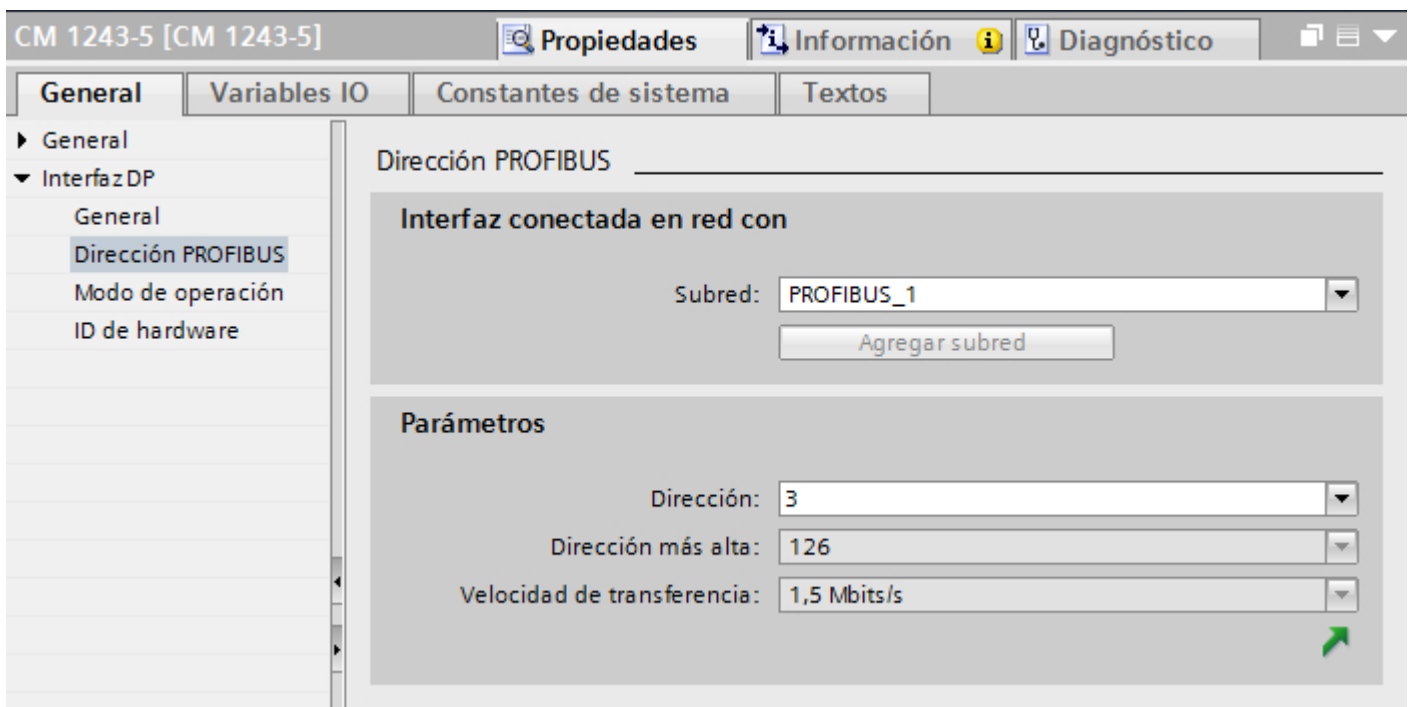 CM 1243-5 [CM 1243-5]
Propiedades
Información
Diagnóstico
General
Variables IO
Constantes de sistema
Textos
General
Interfaz DP
General
Dirección PROFIBUS
Modo de operación
ID de hardware
Dirección PROFIBUS
Interfaz conectada en red con
Subred: PROFIBUS_1
Agregar subred
Parámetros
Dirección: 3
Dirección más alta: 126
Velocidad de transferencia: 1,5 Mbits/s